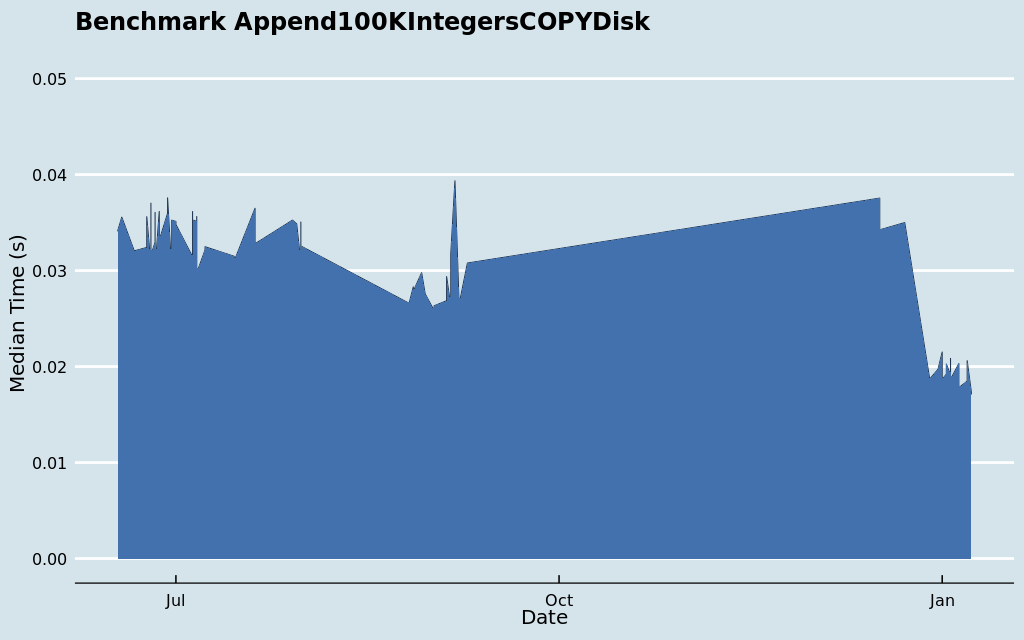 Benchmark Append100KIntegersCOPYDisk
0.05
0.04
0.03
0.02
0.01
0.00
Median Time (s)
Jul
Oct
Jan
Date